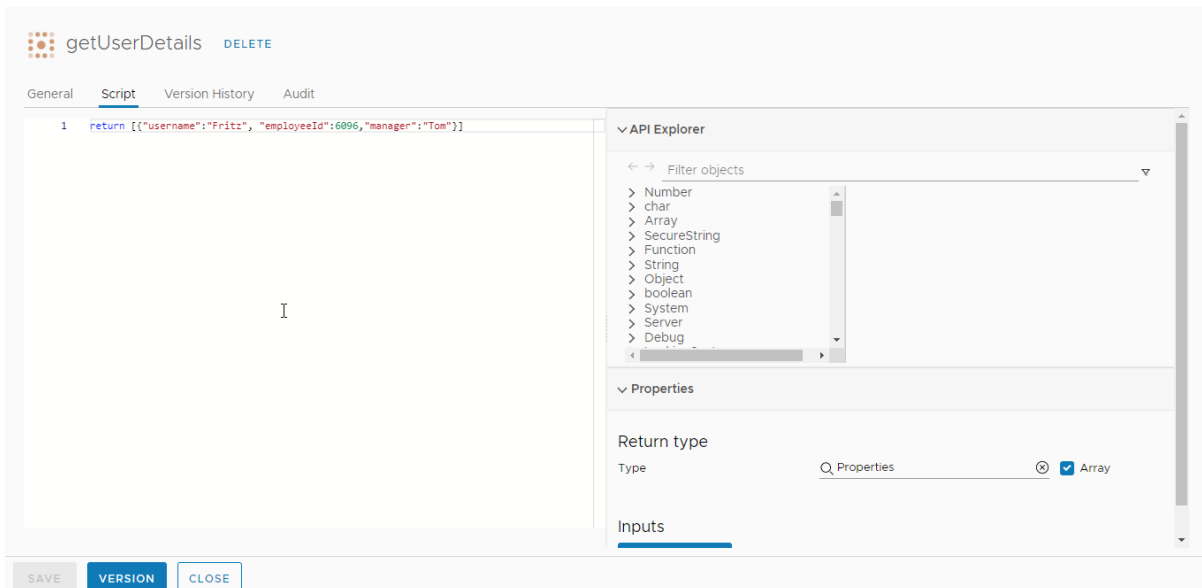 getUserDetails DELETE
General Script Version History Audit
1 return [{"username":"Fritz", "employeeId":6096,"manager":"Tom"}]
API Explorer
Filter objects
Number
char
Array
SecureString
Function
String
Object
boolean
System
Server
Debug
Properties
Return type
Type Properties Array
Inputs
SAVE VERSION CLOSE